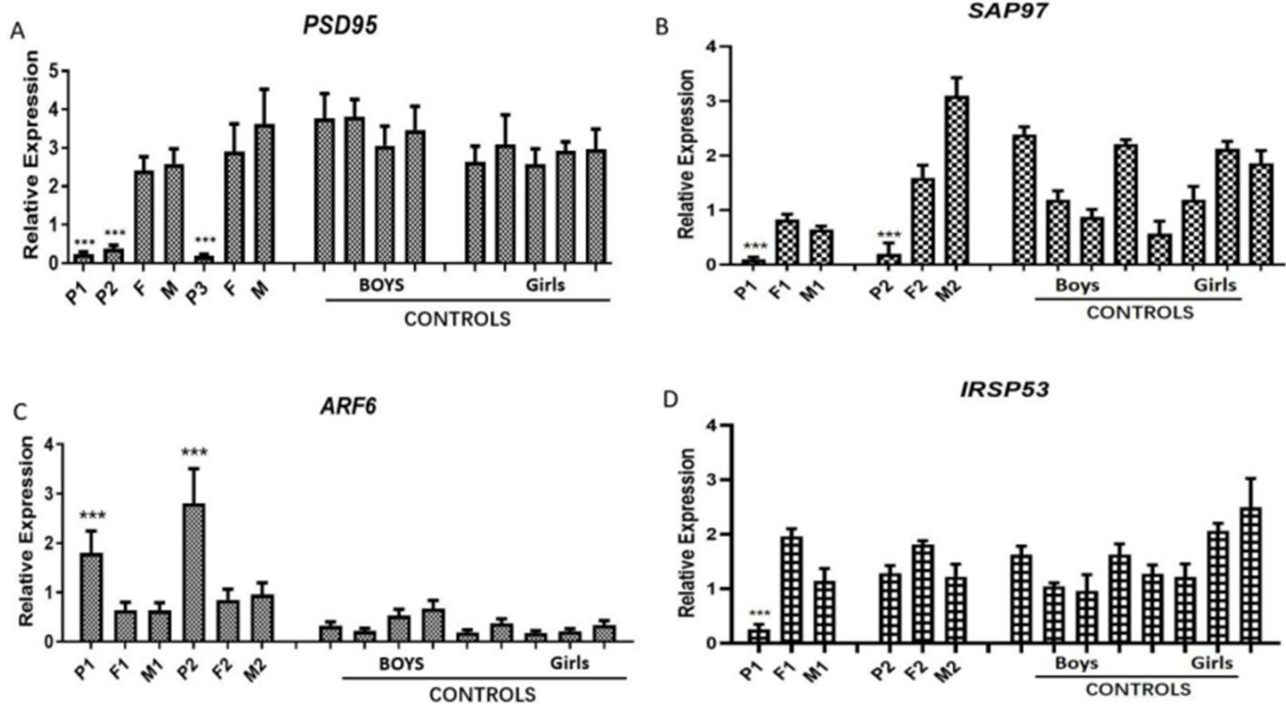 A
PSD95
Relative Expression
5
4
3
2
1
0
*** *** ***
P1 P2 F M P3 F M
BOYS Girls
CONTROLS
B
SAP97
Relative Expression
4
3
2
1
0
*** ***
P1 F1 M1 P2 F2 M2
Boys Girls
CONTROLS
C
ARF6
Relative Expression
4
3
2
1
0
*** ***
P1 F1 M1 P2 F2 M2
BOYS Girls
CONTROLS
D
IRSP53
Relative Expression
4
3
2
1
0
***
P1 F1 M1 P2 F2 M2
Boys Girls
CONTROLS